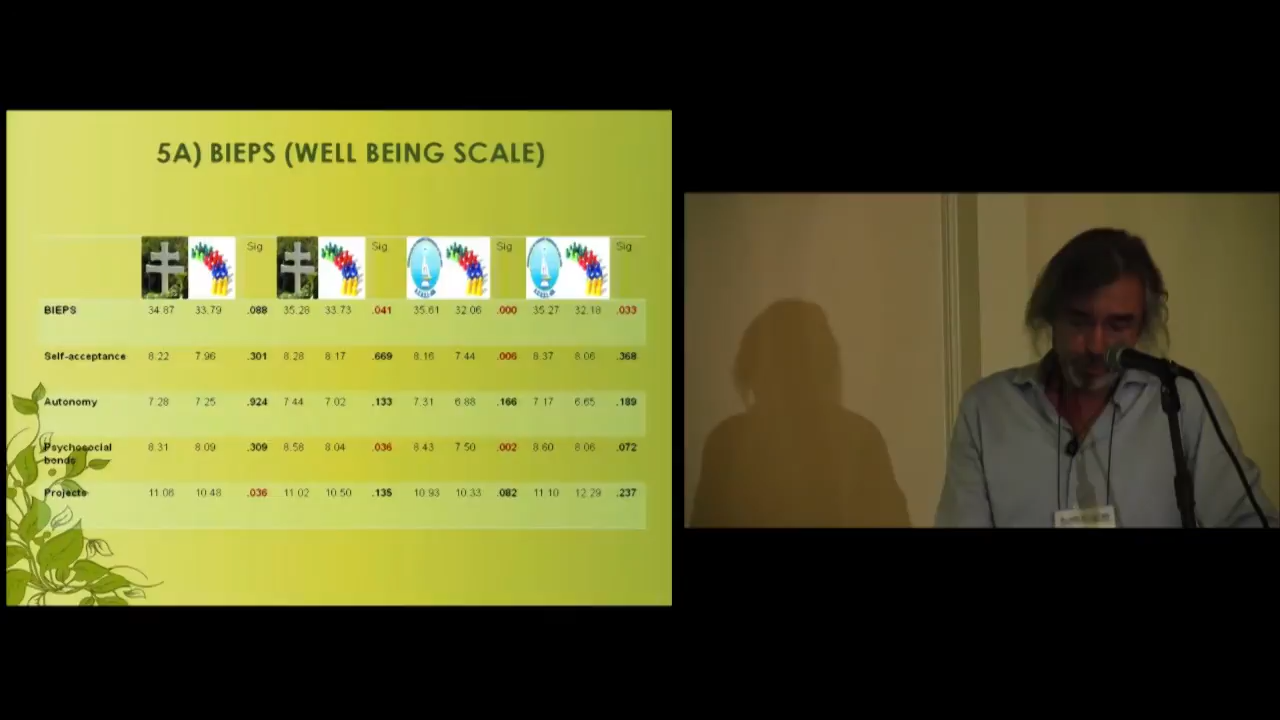 5A) BIEPS (WELL BEING SCALE)
Sig Sig Sig Sig
BIEPS 34.87 33.79 .088 35.28 33.73 .041 35.61 32.06 .000 35.27 32.18 .033
Self-acceptance 8.22 7.96 .301 8.28 8.17 .669 8.16 7.44 .006 8.37 8.06 .368
Autonomy 7.28 7.25 .924 7.44 7.02 .133 7.31 6.88 .166 7.17 6.65 .189
Psychosocial 8.31 8.09 .309 8.58 8.04 .036 8.43 7.50 .002 8.60 8.06 .072
bonds
Projects 11.06 10.48 .036 11.02 10.50 .135 10.93 10.33 .082 11.10 12.29 .237